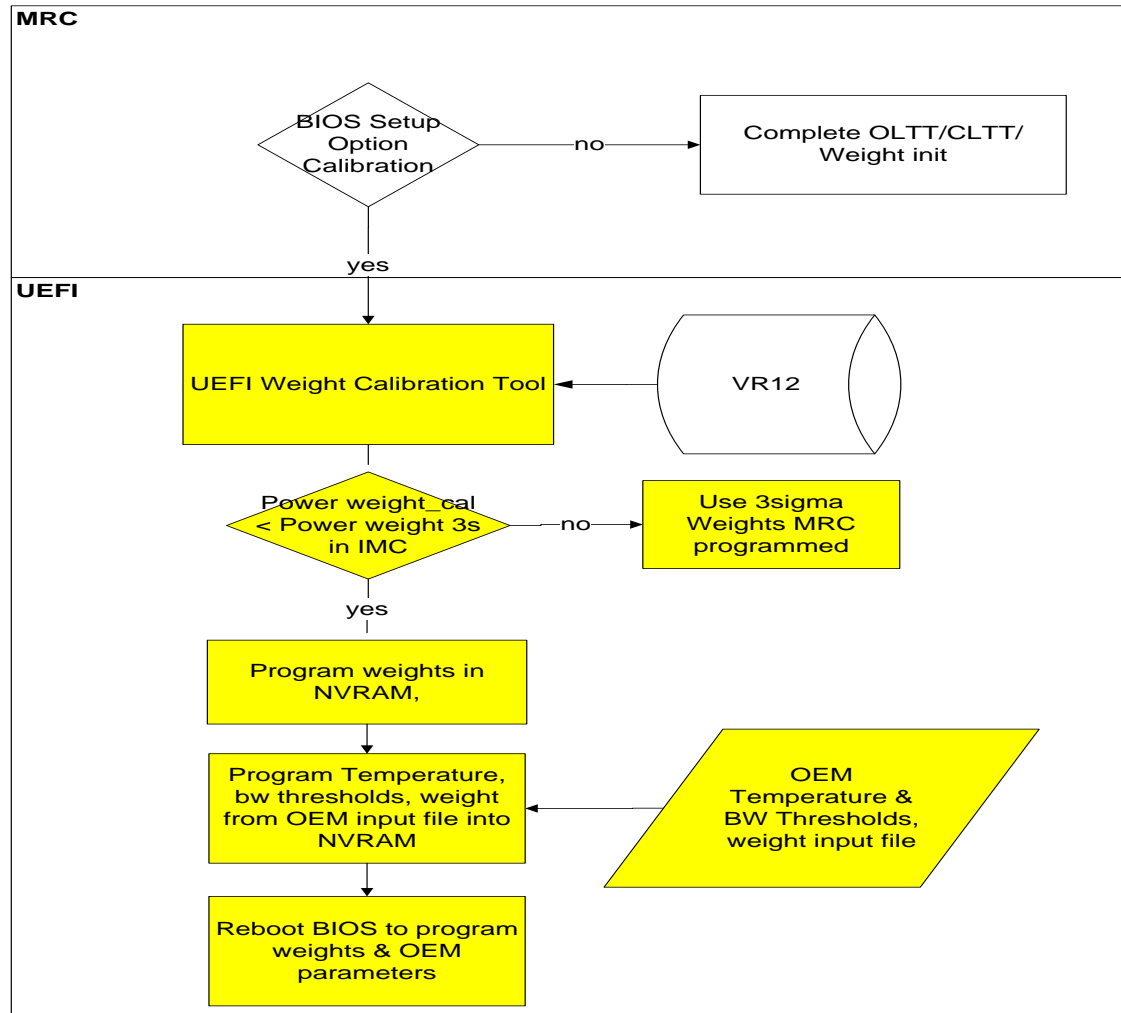 MRC
BIOS Setup
Option
Calibration
no
Complete OLTT/CLTT/
Weight init
yes
UEFI
UEFI Weight Calibration Tool
VR12
Power weight_cal
< Power weight 3s
in IMC
no
Use 3sigma
Weights MRC
programmed
yes
Program weights in
NVRAM,
Program Temperature,
bw thresholds, weight
from OEM input file into
NVRAM
OEM
Temperature &
BW Thresholds,
weight input file
Reboot BIOS to program
weights & OEM
parameters